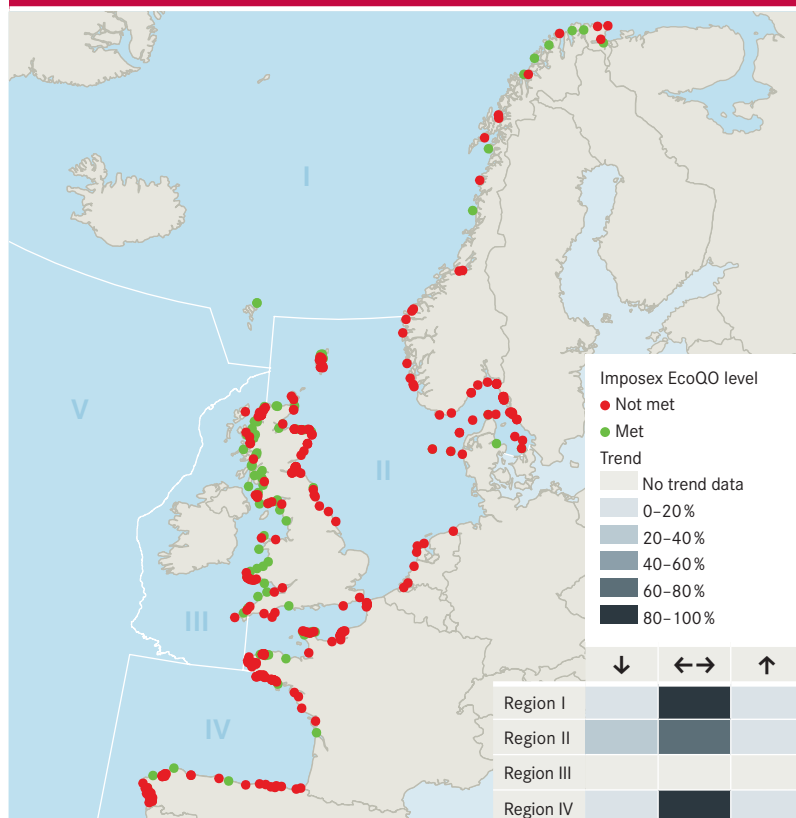 I
V
II
III
IV
Imposex EcoQO level
Not met
Met
Trend
No trend data
0–20%
20–40%
40–60%
60–80%
80–100%
↓ ←→ ↑
Region I
Region II
Region III
Region IV